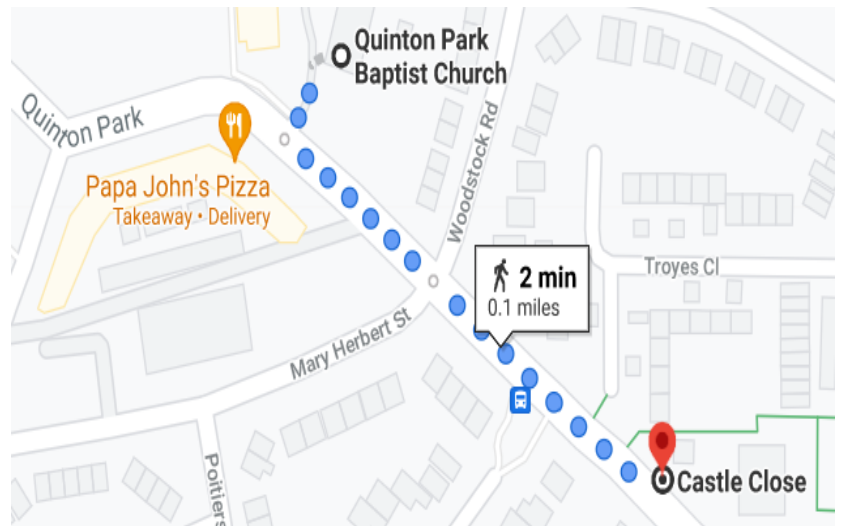 Quinton Park
Baptist Church
Quinton Park
Papa John's Pizza
Takeaway • Delivery
Woodstock Rd
2 min
0.1 miles
Troyes Cl
Mary Herbert St
Poitiers
Castle Close